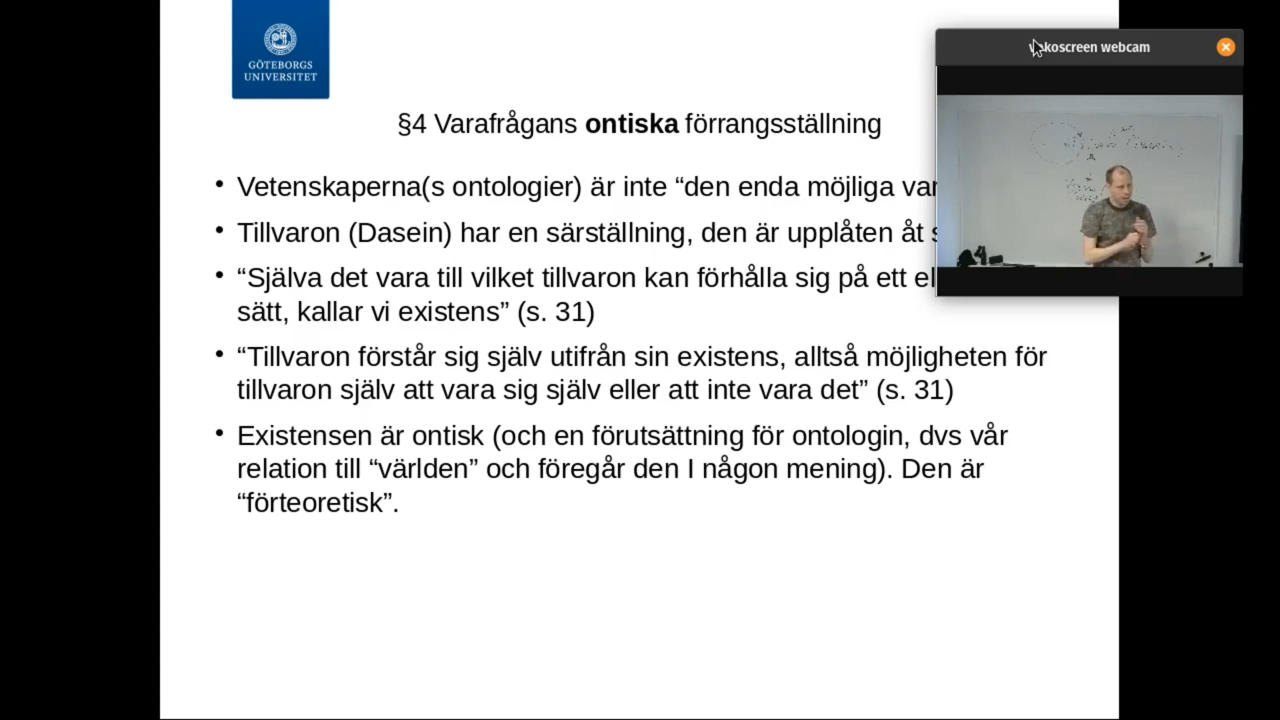 GÖTEBORGS
UNIVERSITET
§4 Varafrågans ontiska förrangsställning
• Vetenskaperna(s ontologier) är inte “den enda möjliga
• Tillvaron (Dasein) har en särställning, den är upplåten åt
• “Själva det vara till vilket tillvaron kan förhålla sig på ett
sätt, kallar vi existens” (s. 31)
• “Tillvaron förstår sig själv utifrån sin existens, alltså möjligheten för
tillvaron själv att vara sig själv eller att inte vara det” (s. 31)
• Existensen är ontisk (och en förutsättning för ontologin, dvs vår
relation till “världen” och föregår den I någon mening). Den är
“förteoretisk”.
webcam